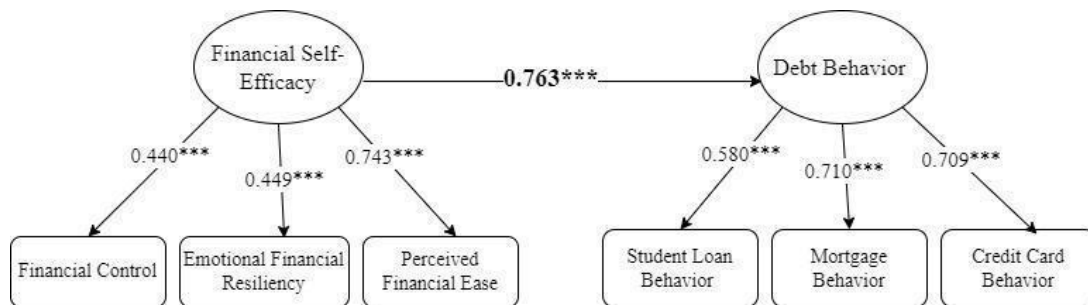 Financial Self-
Efficacy
0.763***
Debt Behavior
0.440***
0.449***
0.743***
0.580***
0.710***
0.709***
Financial Control
Emotional Financial
Resiliency
Perceived
Financial Ease
Student Loan
Behavior
Mortgage
Behavior
Credit Card
Behavior